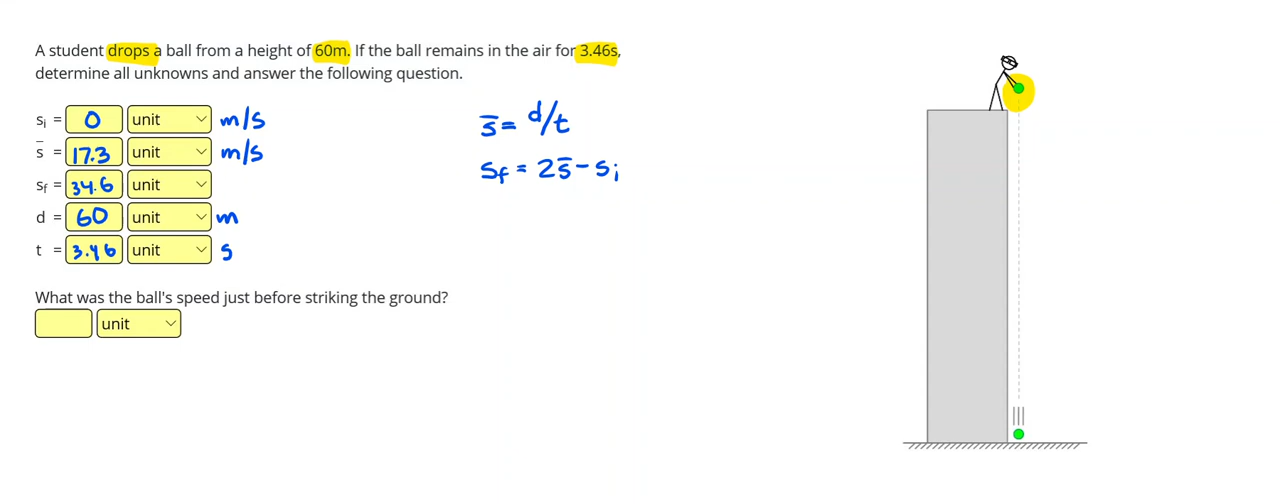 A student drops a ball from a height of 60m. If the ball remains in the air for 3.46s,
determine all unknowns and answer the following question.
sᵢ = 0 unit m/s
s̅ = 17.3 unit m/s
s_f = 34.6 unit
d = 60 unit m
t = 3.46 unit s
s̅ = d/t
s_f = 2s̅ - sᵢ
What was the ball's speed just before striking the ground?
unit